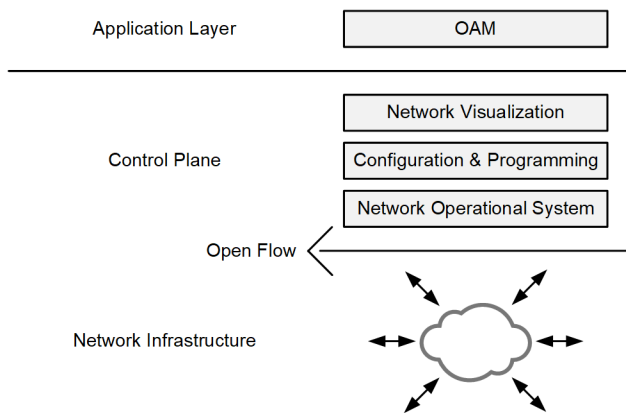 Application Layer
OAM
Network Visualization
Control Plane
Configuration & Programming
Network Operational System
Open Flow
Network Infrastructure